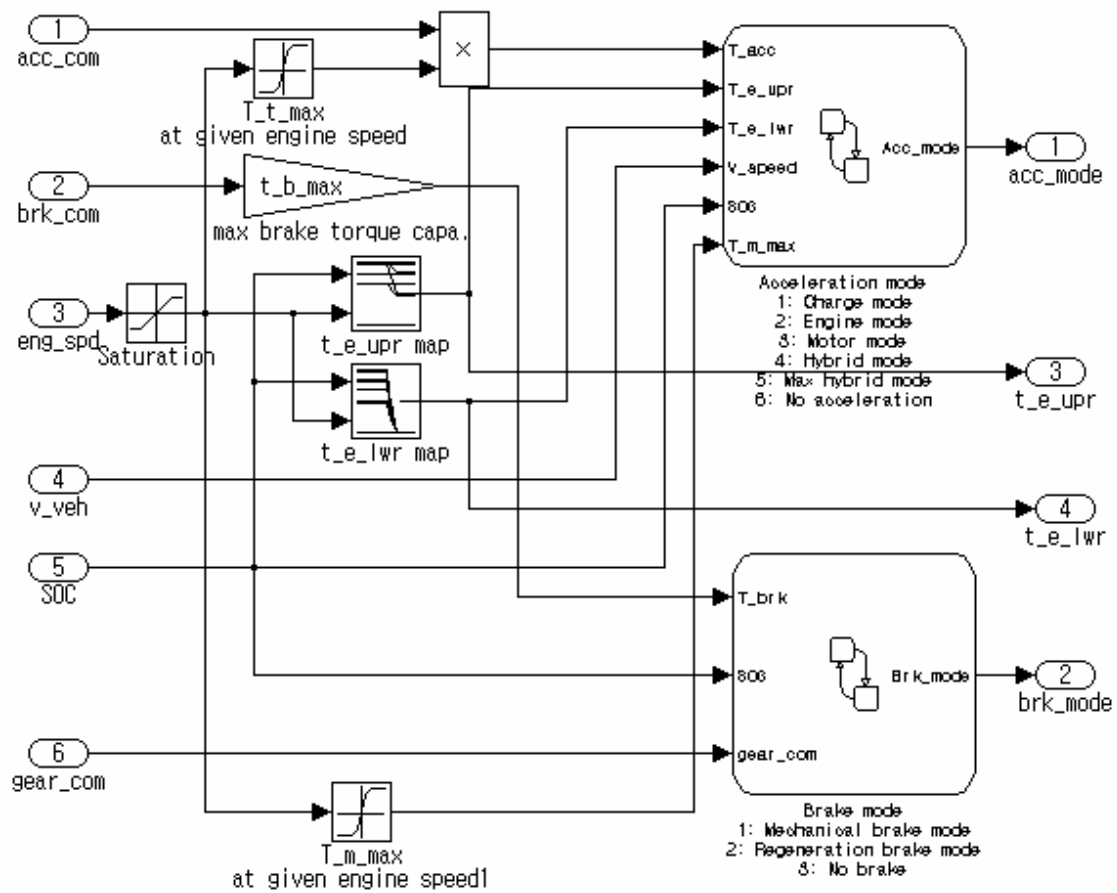 1
acc_com
T_t_max
at given engine speed
×
2
brk_com
t_b_max
max brake torque capa.
3
eng_spd
Saturation
t_e_upr map
t_e_lwr map
4
v_veh
5
SOC
6
gear_com
T_m_max
at given engine speed1
T_acc
T_e_upr
T_e_lwr
v_speed
SOC
T_m_max
Acc_mode
1
acc_mode
Acceleration mode
1: Charge mode
2: Engine mode
3: Motor mode
4: Hybrid mode
5: Max hybrid mode
6: No acceleration
3
t_e_upr
4
t_e_lwr
T_brk
SOC
gear_com
Brk_mode
2
brk_mode
Brake mode
1: Mechanical brake mode
2: Regeneration brake mode
3: No brake